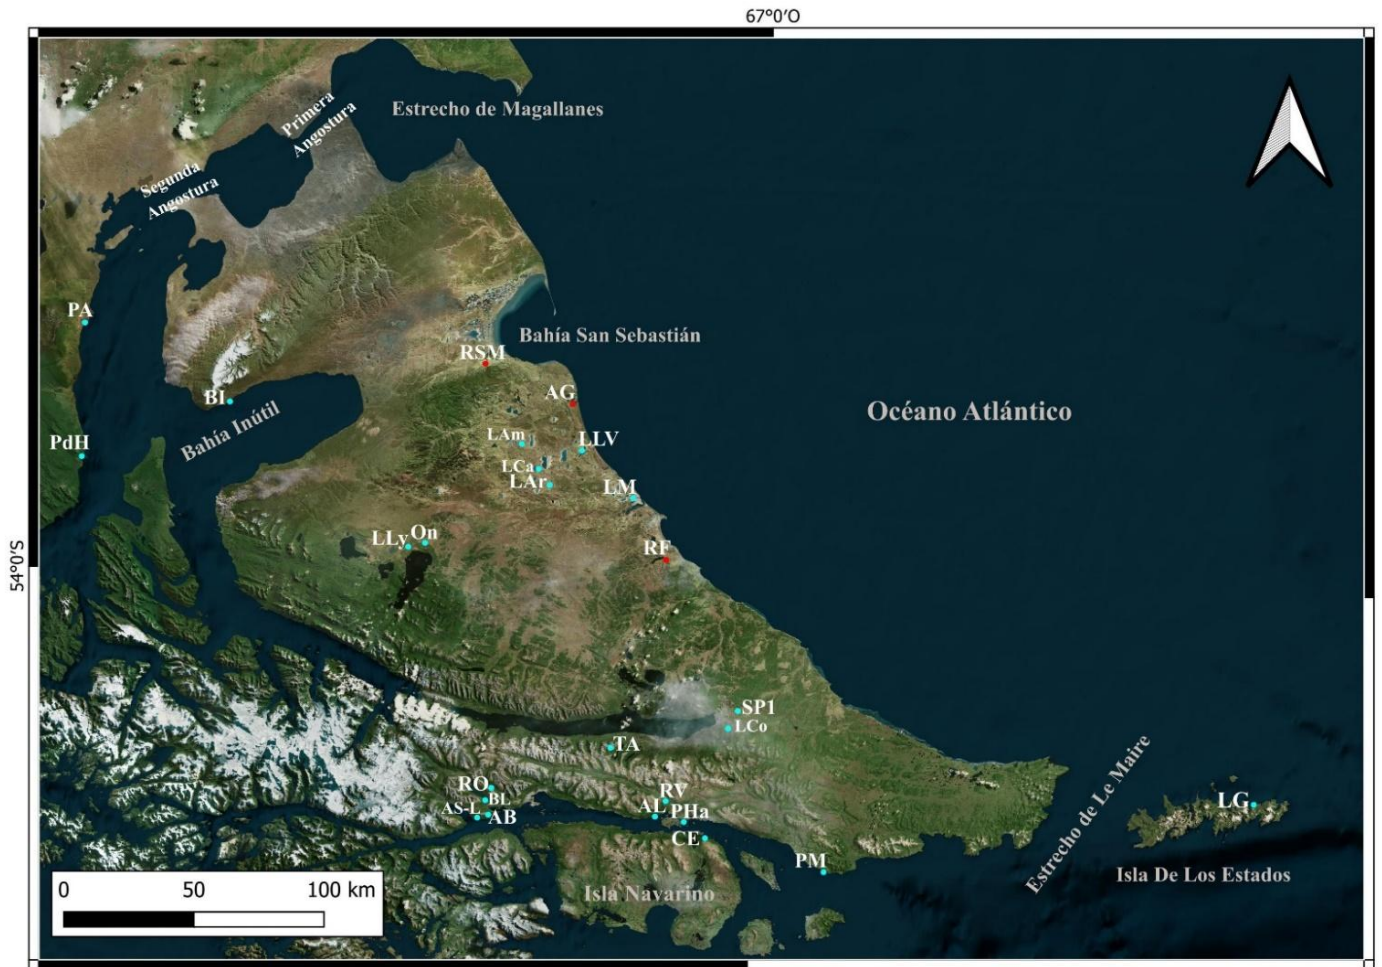 67°0'O
Estrecho de Magallanes
Primera
Angostura
Segunda
Angostura
PA
Bahía San Sebastián
RSM
AG
BI
Bahía Inútil
Océano Atlántico
PdH
LAm
LLV
LCa
LAr
LM
LLy
On
RF
54°0'S
SP1
LCo
TA
RO
BL
AS-L
AB
RV
AL
PHa
CE
PM
Estrecho de Le Maire
LG
Isla De Los Estados
Isla Navarino
0 50 100 km